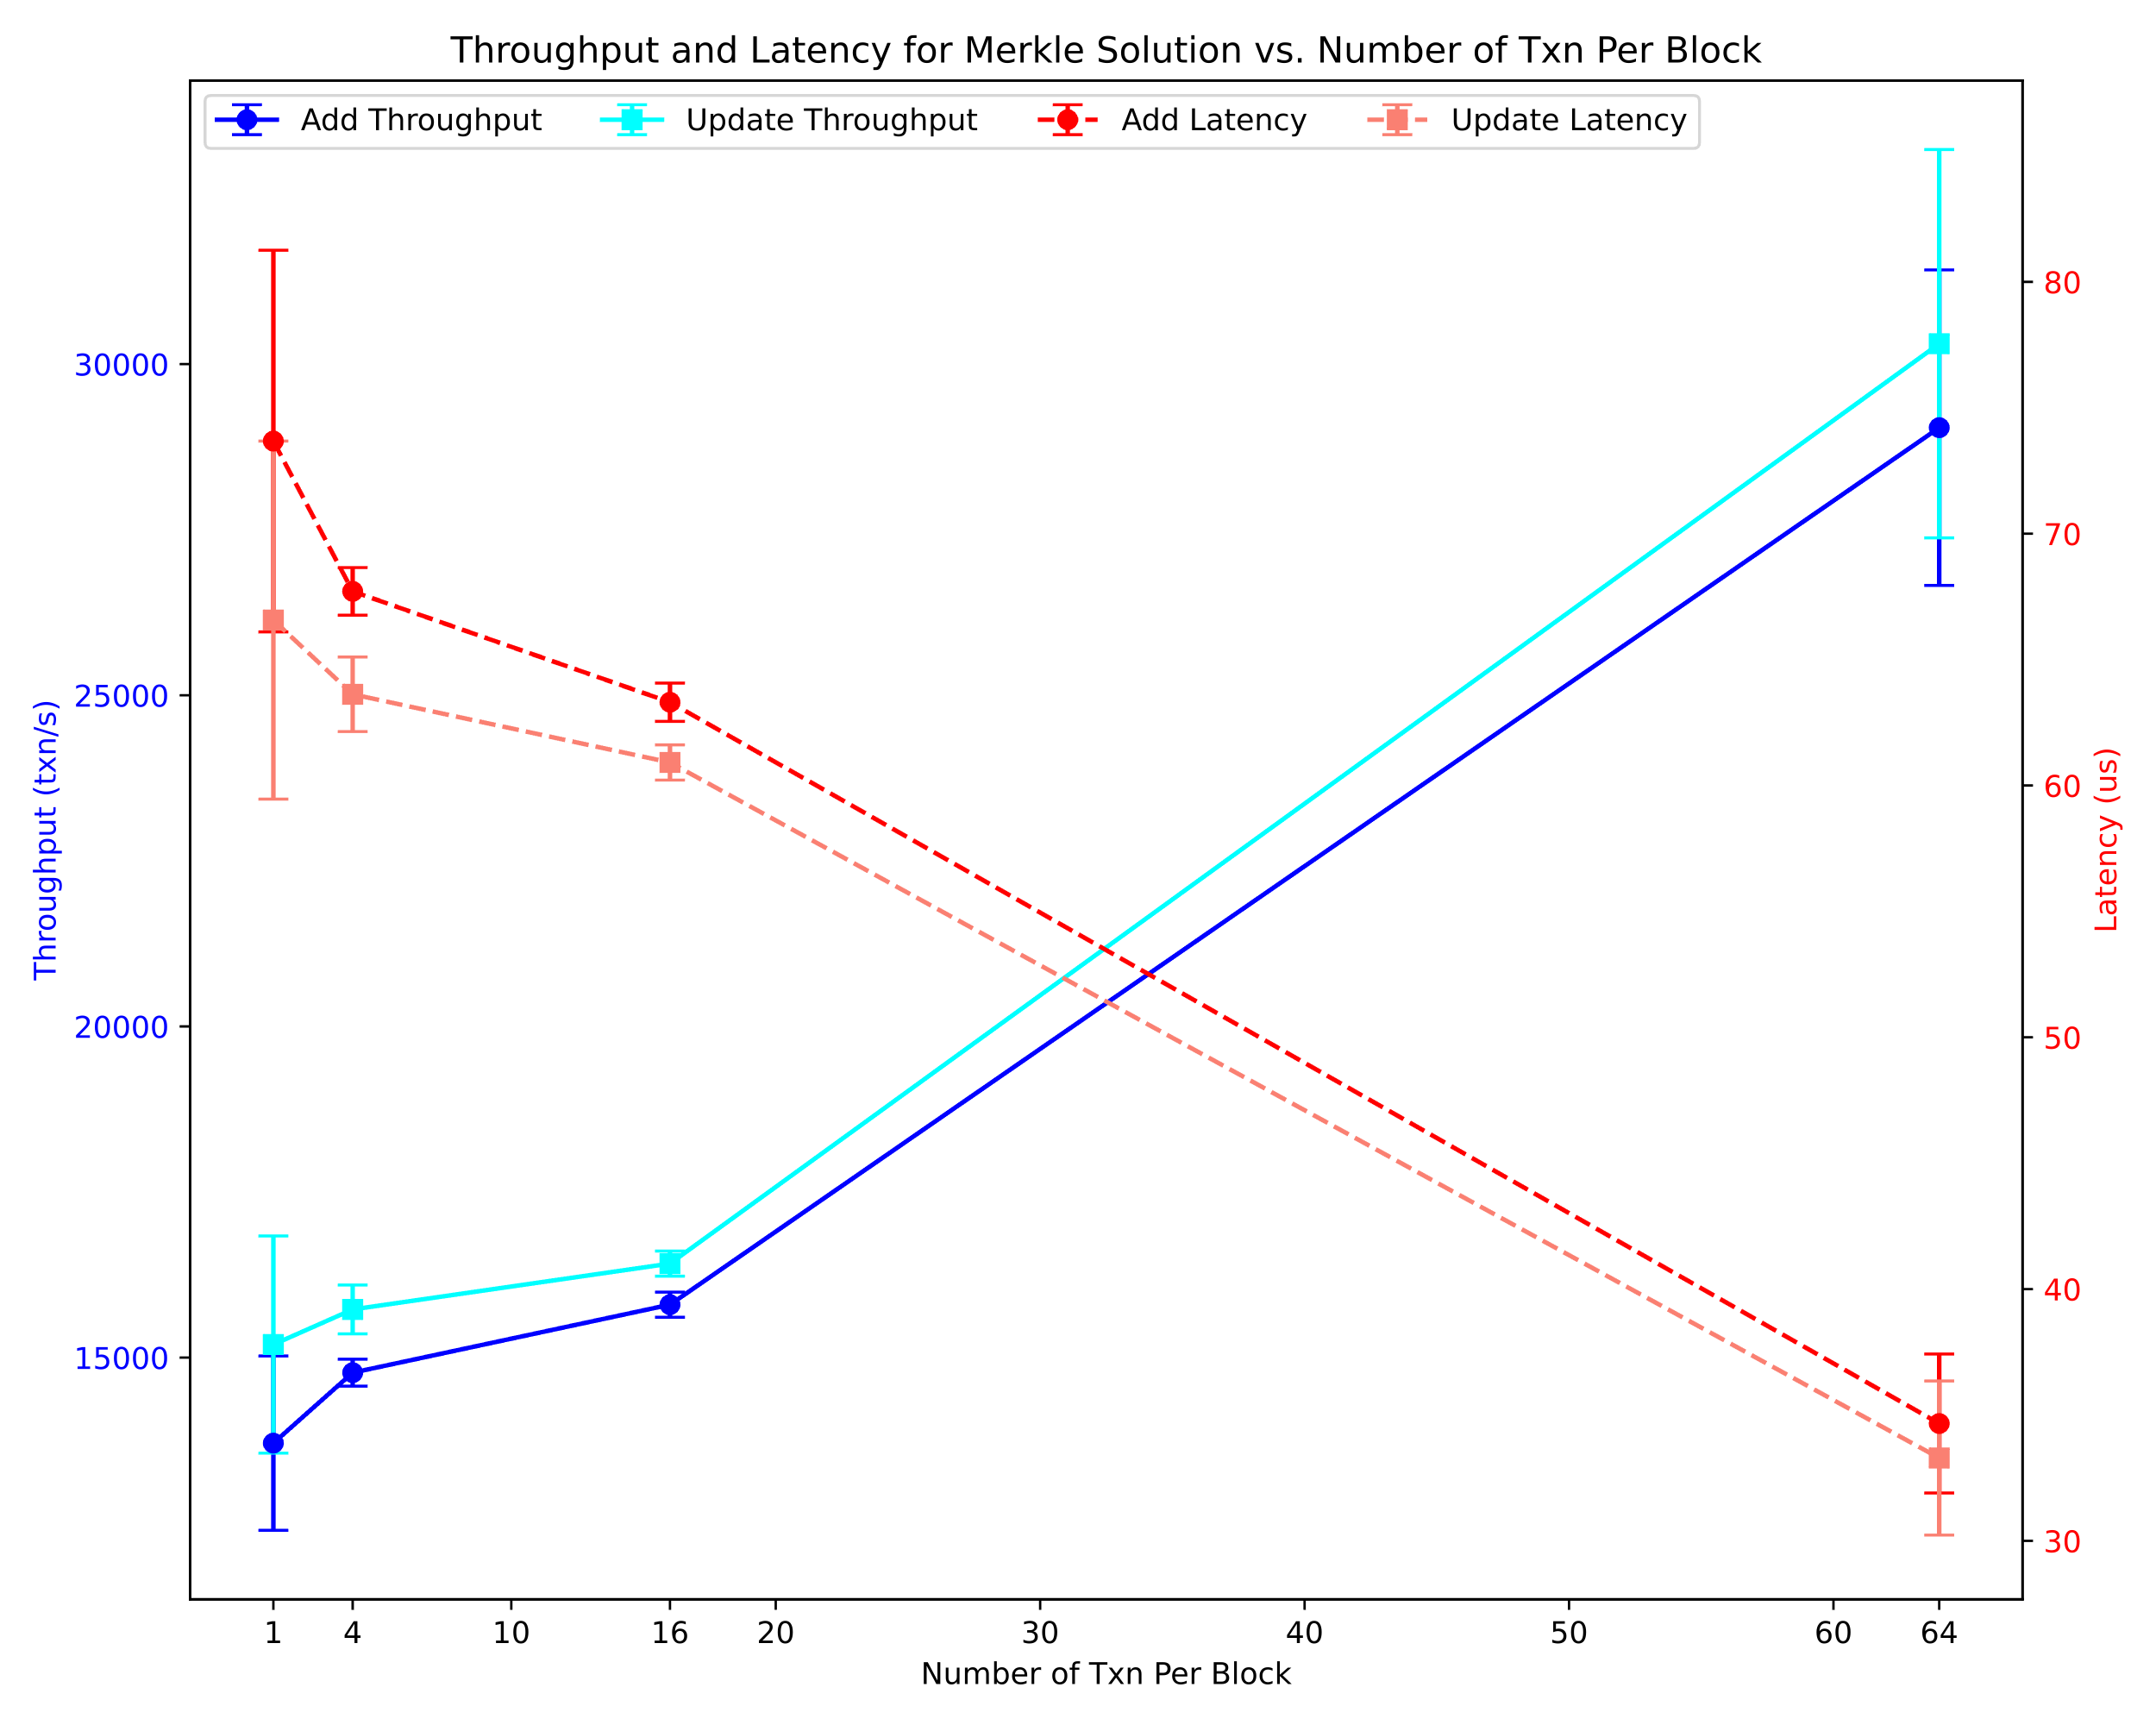 Throughput and Latency for Merkle Solution vs. Number of Txn Per Block
Add Throughput Update Throughput Add Latency Update Latency
Throughput (txn/s)
30000
25000
20000
15000
80
70
60
50
40
30
Latency (us)
1 4 10 16 20 30 40 50 60 64
Number of Txn Per Block